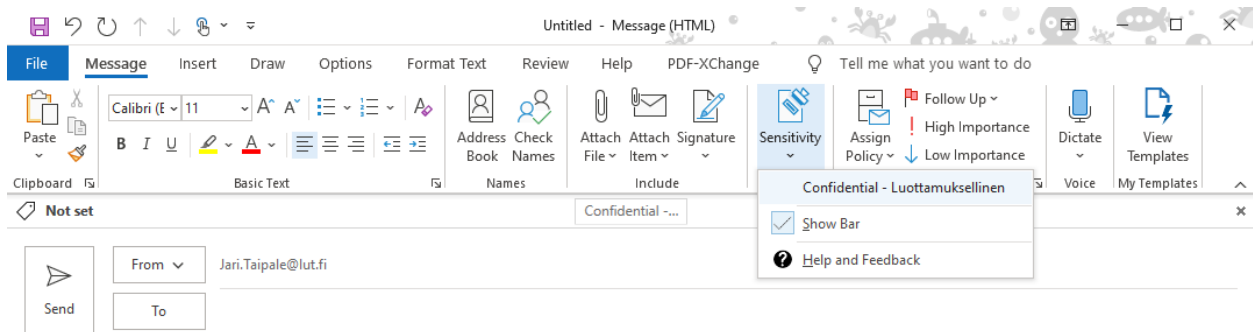 Untitled - Message (HTML)
File Message Insert Draw Options Format Text Review Help PDF-XChange Tell me what you want to do
Paste
Calibri (E 11
A A A
B I U A
Address Book
Check Names
Attach File
Attach Item
Signature
Sensitivity
Assign Policy
Follow Up
High Importance
Low Importance
Dictate
View Templates
Clipboard Basic Text Names Include Voice My Templates
Confidential - Luottamuksellinen
Show Bar
Help and Feedback
Not set Confidential -...
From Jari.Taipale@lut.fi
Send
To